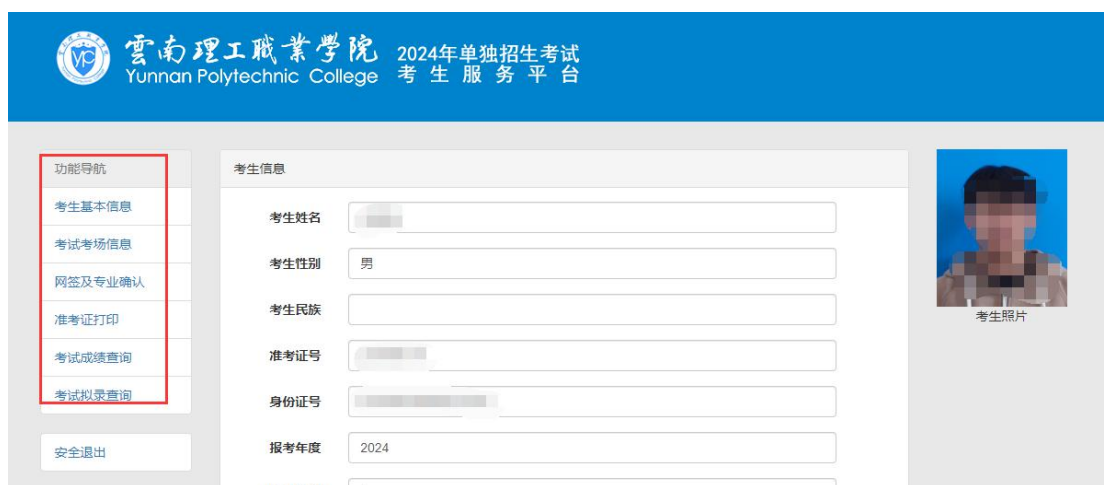 雲南理工職業學院
Yunnan Polytechnic College
2024年单独招生考试
考生服务平台
功能导航
考生基本信息
考试考场信息
网签及专业确认
准考证打印
考试成绩查询
考试拟录查询
安全退出
考生信息
考生姓名
考生性别 男
考生民族
准考证号
身份证号
报考年度 2024
考生照片